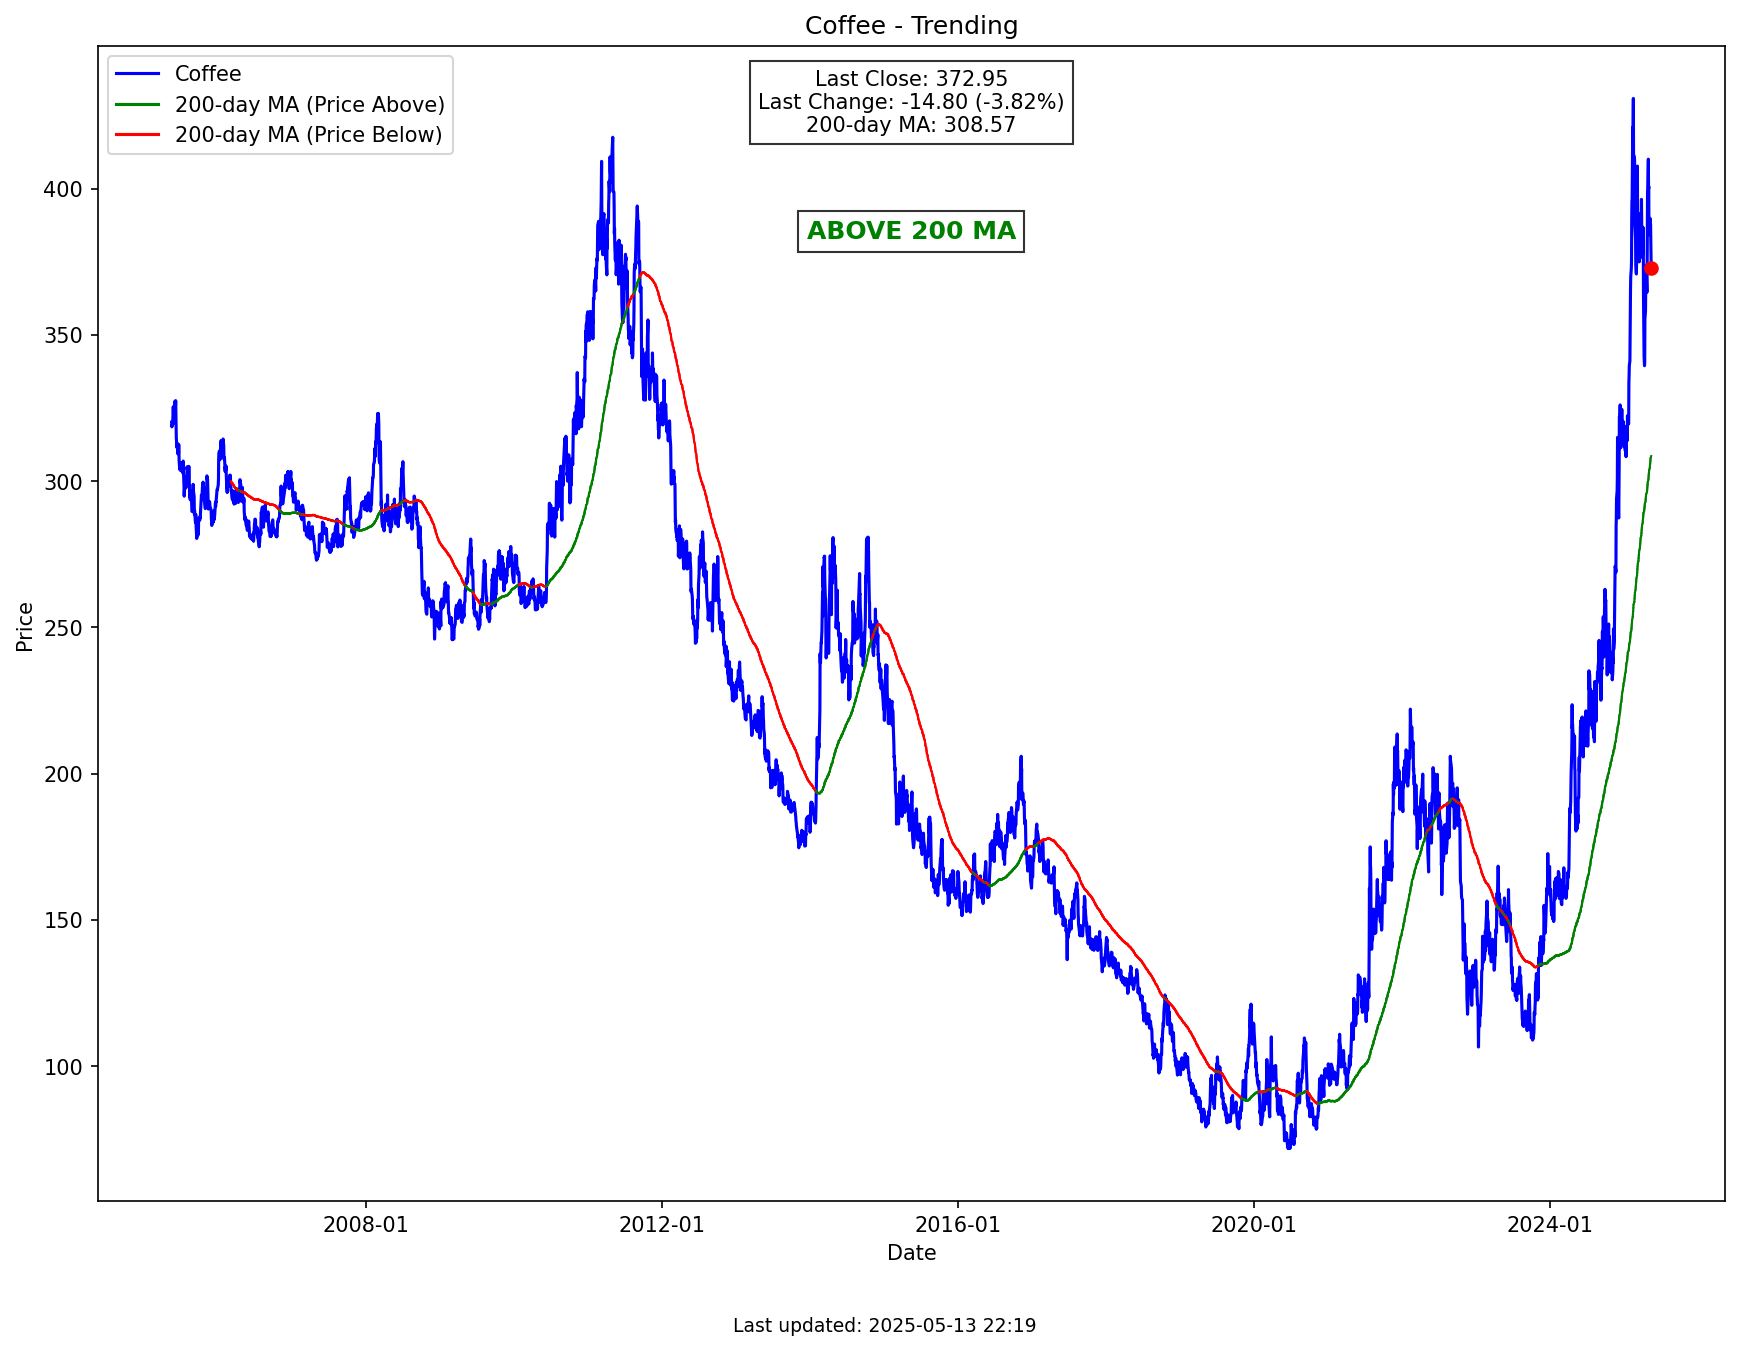 Coffee - Trending
Coffee
200-day MA (Price Above)
200-day MA (Price Below)
Last Close: 372.95
Last Change: -14.80 (-3.82%)
200-day MA: 308.57
ABOVE 200 MA
400
350
300
250
200
150
100
Price
2008-01
2012-01
2016-01
2020-01
2024-01
Date
Last updated: 2025-05-13 22:19